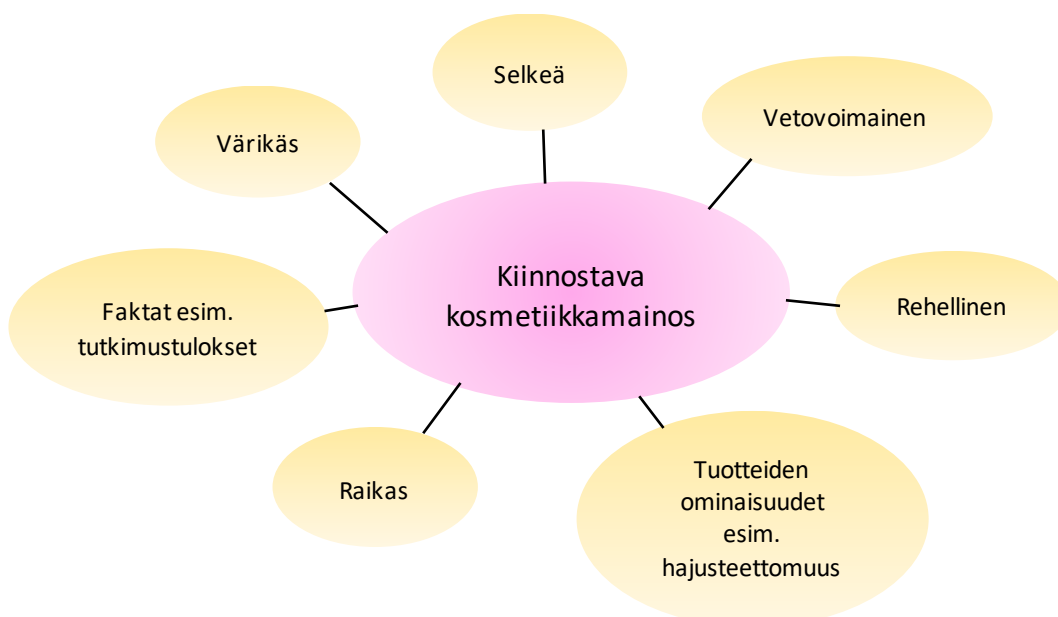 Selkeä
Vetovoimainen
Värikäs
Kiinnostava
kosmetiikkamainos
Rehellinen
Faktat esim.
tutkimustulokset
Raikas
Tuotteiden
ominaisuudet
esim.
hajusteettomuus